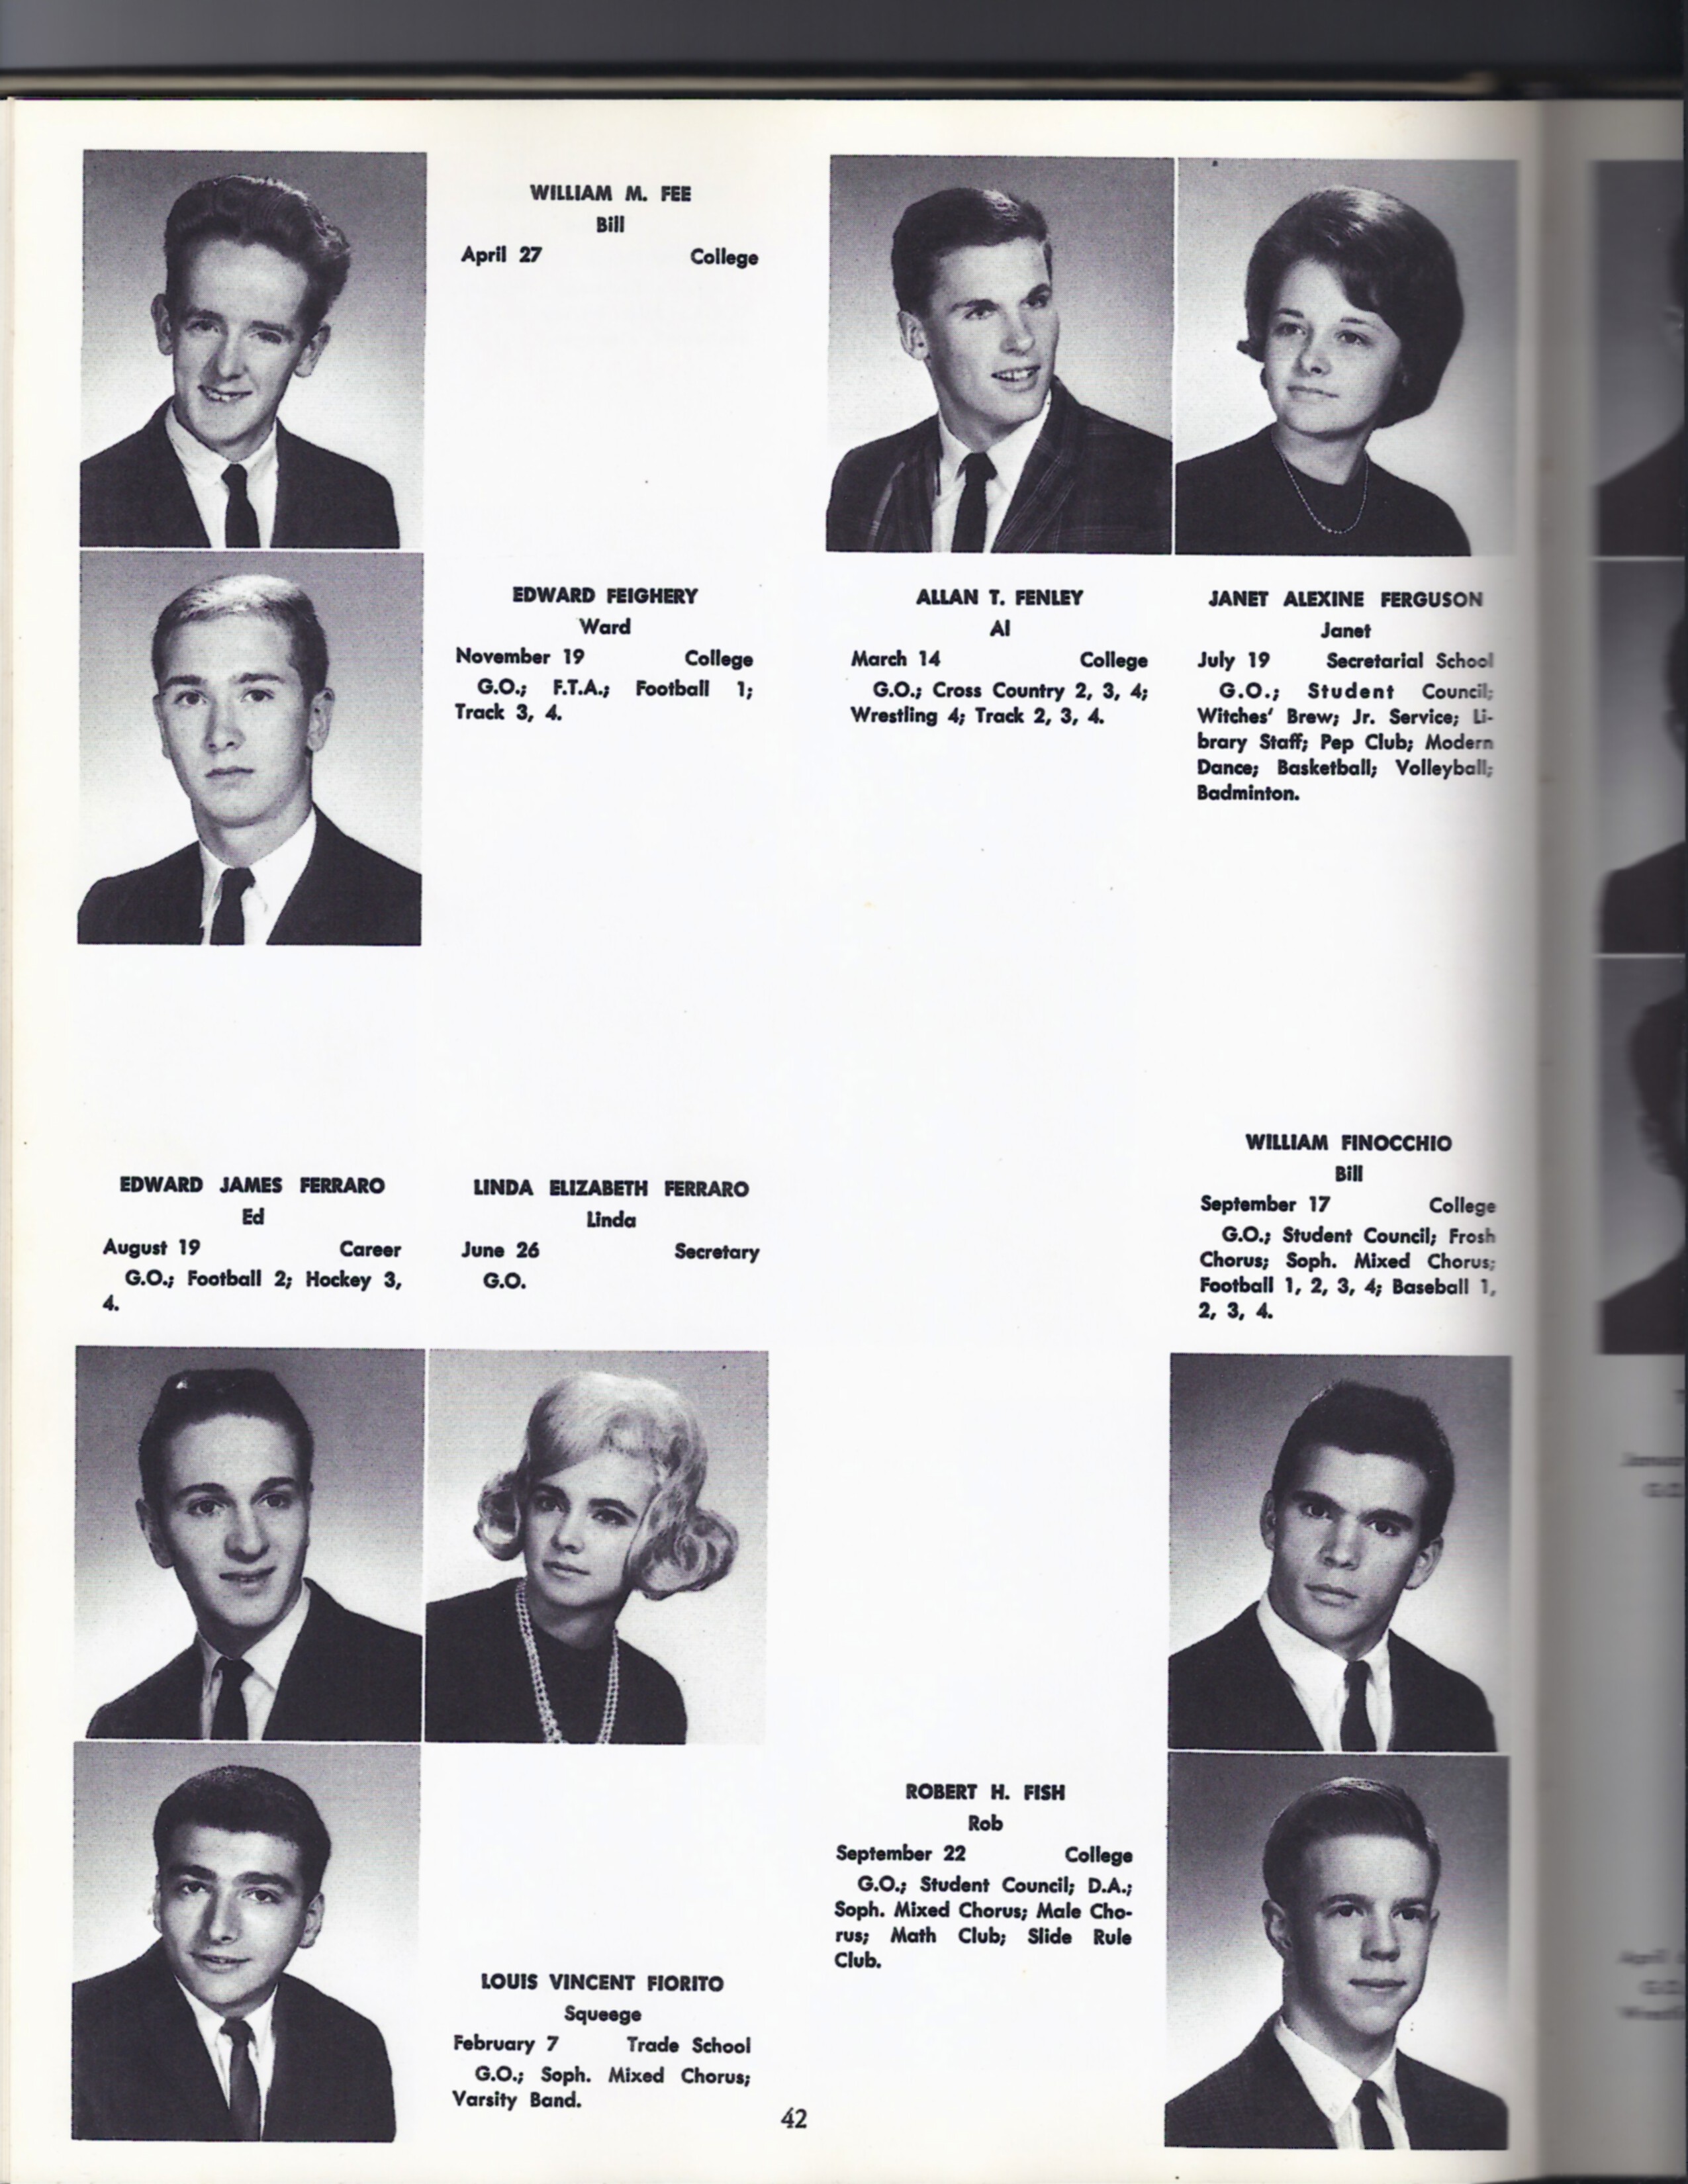 WILLIAM M. FEE
Bill
April 27 College
EDWARD FEIGHERY
Ward
November 19 College
G.O.; F.T.A.; Football 1;
Track 3, 4.
ALLAN T. FENLEY
Al
March 14 College
G.O.; Cross Country 2, 3, 4;
Wrestling 4; Track 2, 3, 4.
JANET ALEXINE FERGUSON
Janet
July 19 Secretarial School
G.O.; Student Council;
Witches' Brew; Jr. Service; Li-
brary Staff; Pep Club; Modern
Dance; Basketball; Volleyball;
Badminton.
EDWARD JAMES FERRARO
Ed
August 19 Career
G.O.; Football 2; Hockey 3,
4.
LINDA ELIZABETH FERRARO
Linda
June 26 Secretary
G.O.
WILLIAM FINOCCHIO
Bill
September 17 College
G.O.; Student Council; Frosh
Chorus; Soph. Mixed Chorus;
Football 1, 2, 3, 4; Baseball 1,
2, 3, 4.
LOUIS VINCENT FIORITO
Squeege
February 7 Trade School
G.O.; Soph. Mixed Chorus;
Varsity Band.
ROBERT H. FISH
Rob
September 22 College
G.O.; Student Council; D.A.;
Soph. Mixed Chorus; Male Cho-
rus; Math Club; Slide Rule
Club.
42